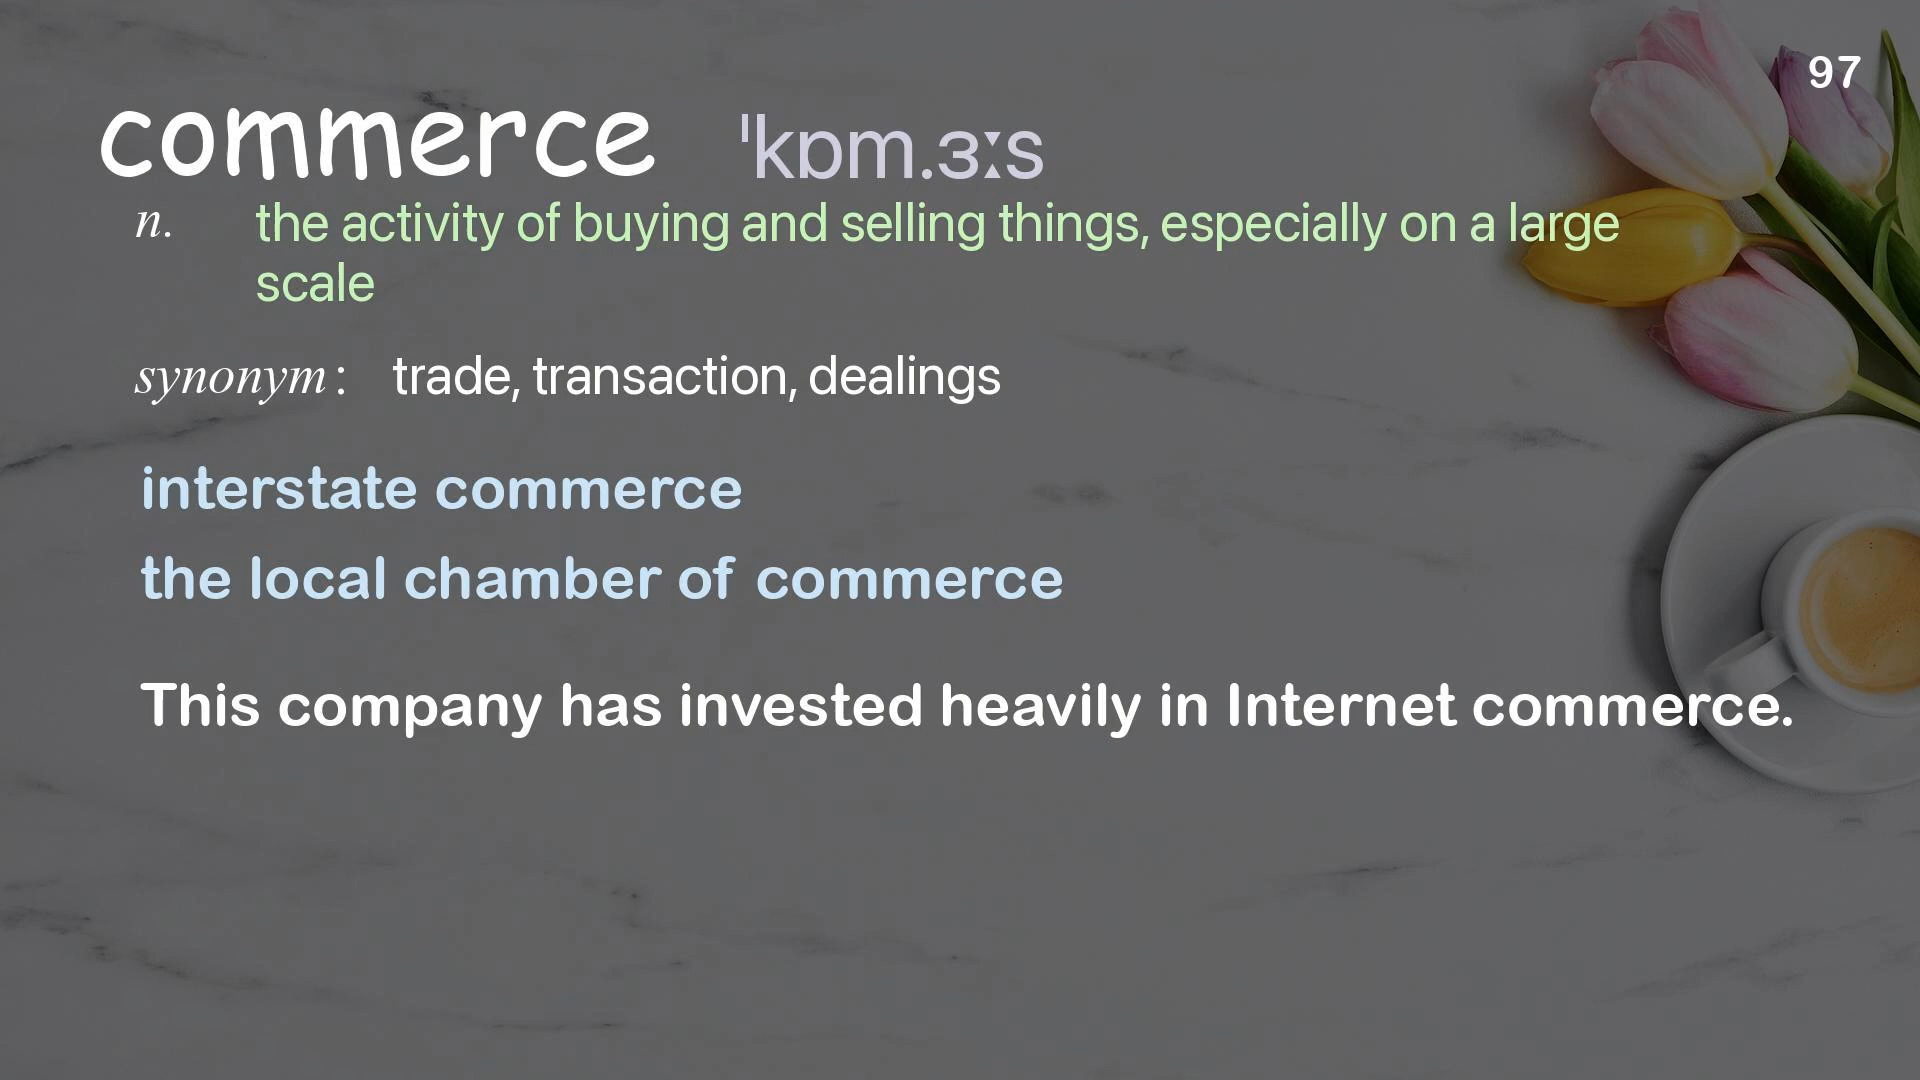 97
commerce ˈkɒm.ɜːs
n. the activity of buying and selling things, especially on a large
scale
synonym: trade, transaction, dealings
interstate commerce
the local chamber of commerce
This company has invested heavily in Internet commerce.